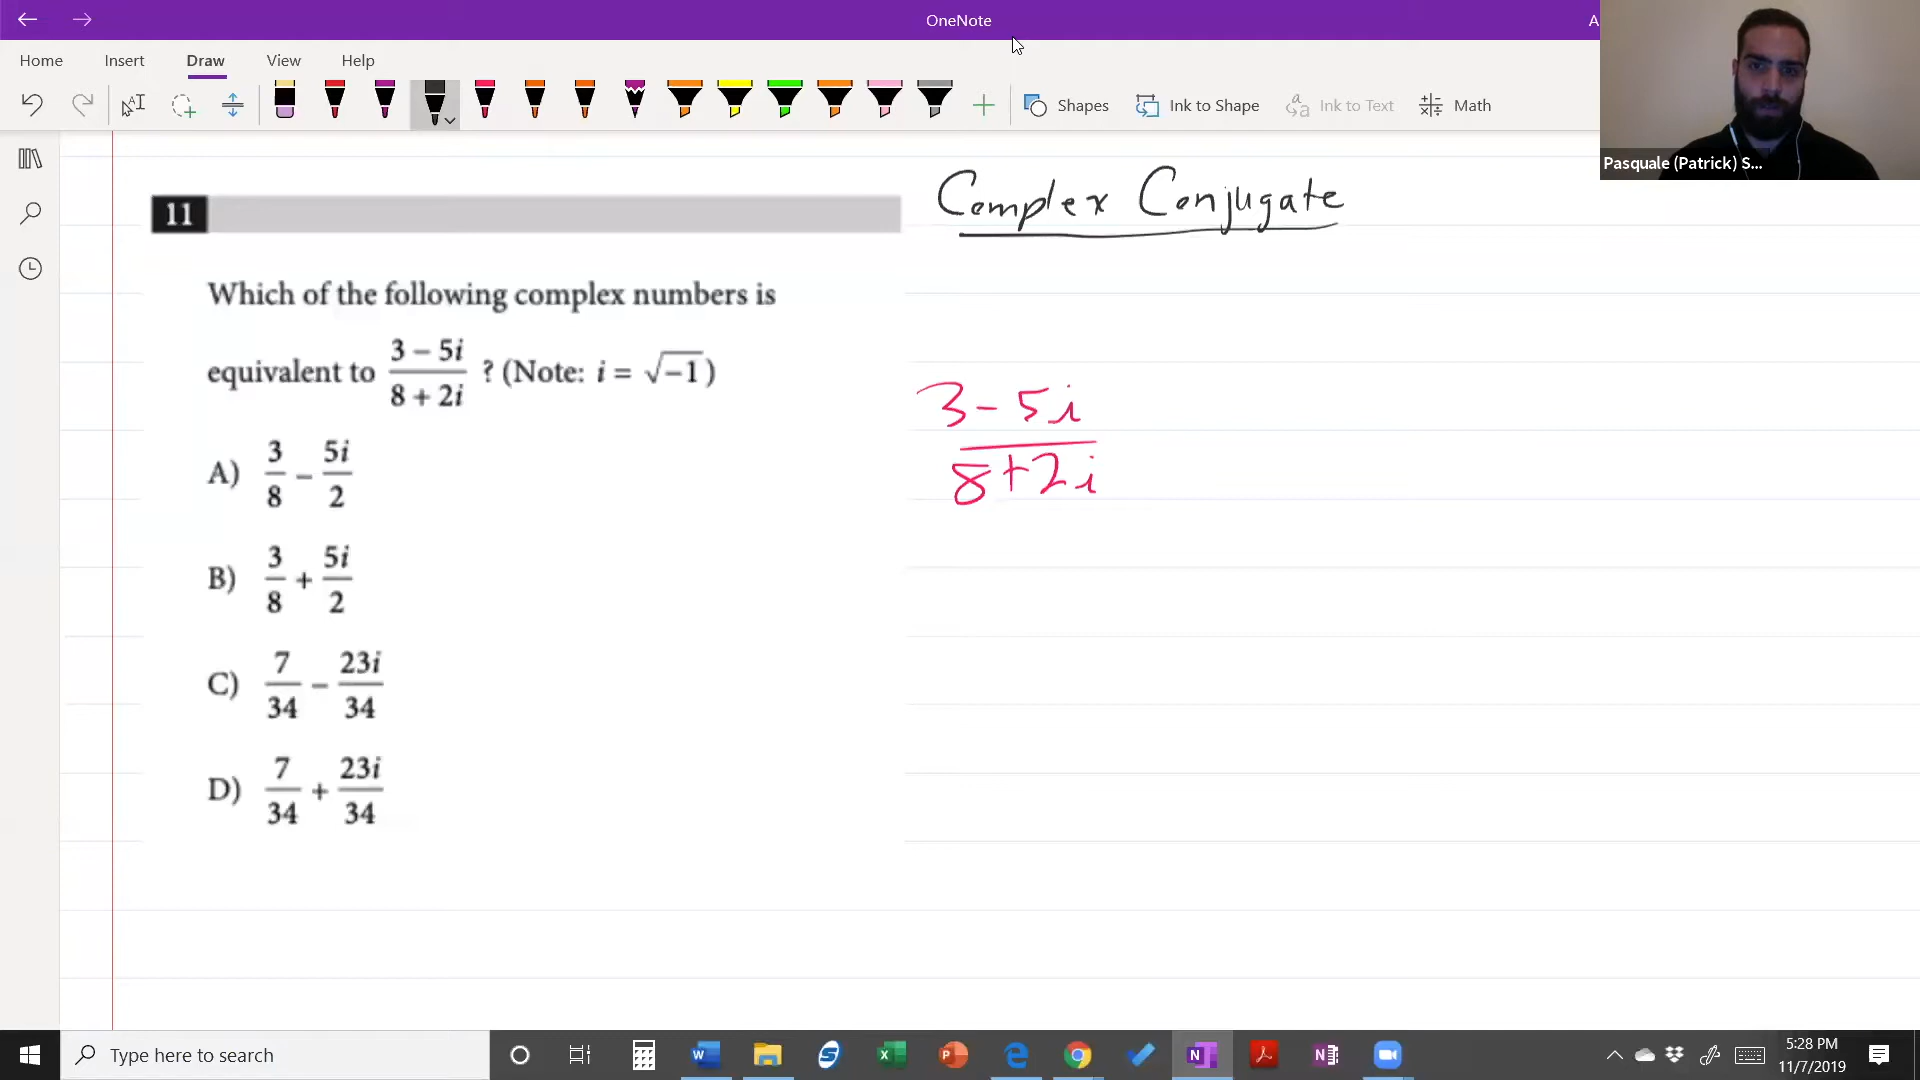 OneNote
A
Home Insert Draw View Help
Shapes Ink to Shape Ink to Text Math
Pasquale (Patrick) S...
Complex Conjugate
11
Which of the following complex numbers is
equivalent to (3 − 5i)/(8 + 2i) ? (Note: i = √−1)
3 - 5i
8 + 2i
A) 3/8 − 5i/2
B) 3/8 + 5i/2
C) 7/34 − 23i/34
D) 7/34 + 23i/34
Type here to search
5:28 PM
11/7/2019